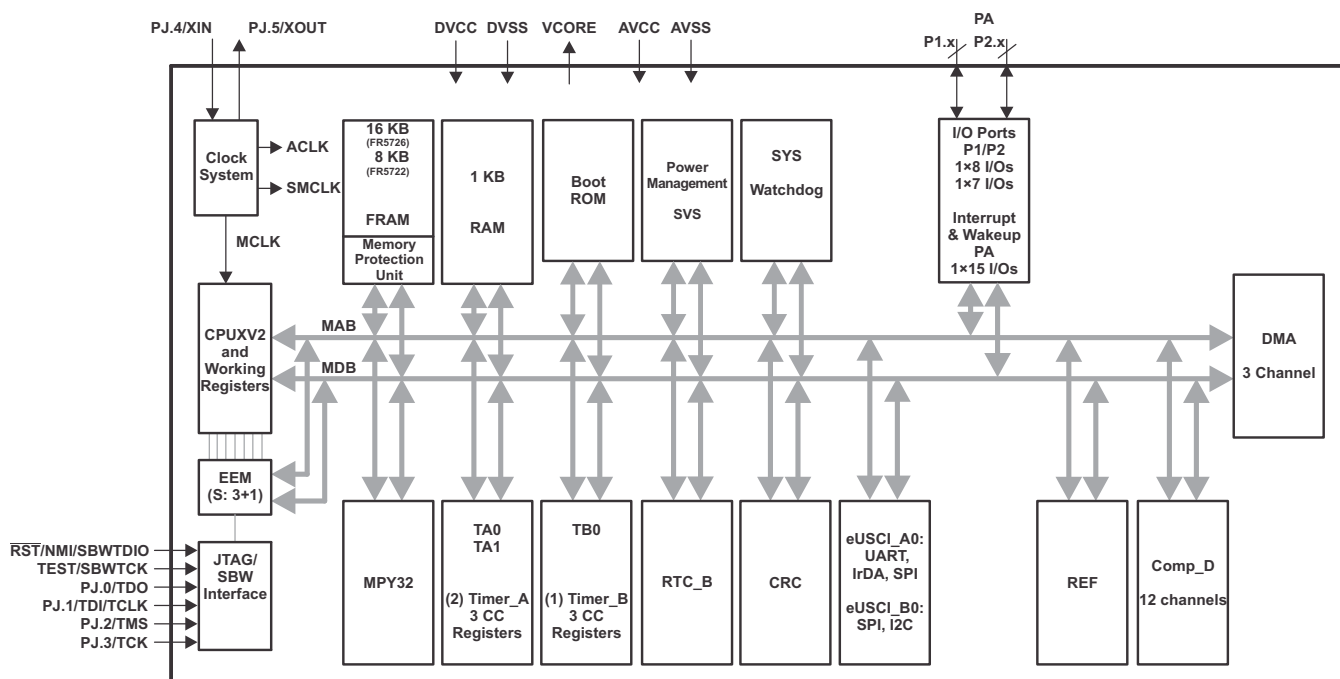 PJ.4/XIN
PJ.5/XOUT
DVCC
DVSS
VCORE
AVCC
AVSS
PA
P1.x
P2.x
Clock
System
ACLK
SMCLK
MCLK
16 KB
(FR5726)
8 KB
(FR5722)
FRAM
Memory
Protection
Unit
1 KB
RAM
Boot
ROM
Power
Management
SVS
SYS
Watchdog
I/O Ports
P1/P2
1×8 I/Os
1×7 I/Os
Interrupt
& Wakeup
PA
1×15 I/Os
CPUXV2
and
Working
Registers
MAB
MDB
DMA
3 Channel
EEM
(S: 3+1)
RST/NMI/SBWTDIO
TEST/SBWTCK
PJ.0/TDO
PJ.1/TDI/TCLK
PJ.2/TMS
PJ.3/TCK
JTAG/
SBW
Interface
MPY32
TA0
TA1
(2) Timer_A
3 CC
Registers
TB0
(1) Timer_B
3 CC
Registers
RTC_B
CRC
eUSCI_A0:
UART,
IrDA, SPI
eUSCI_B0:
SPI, I2C
REF
Comp_D
12 channels